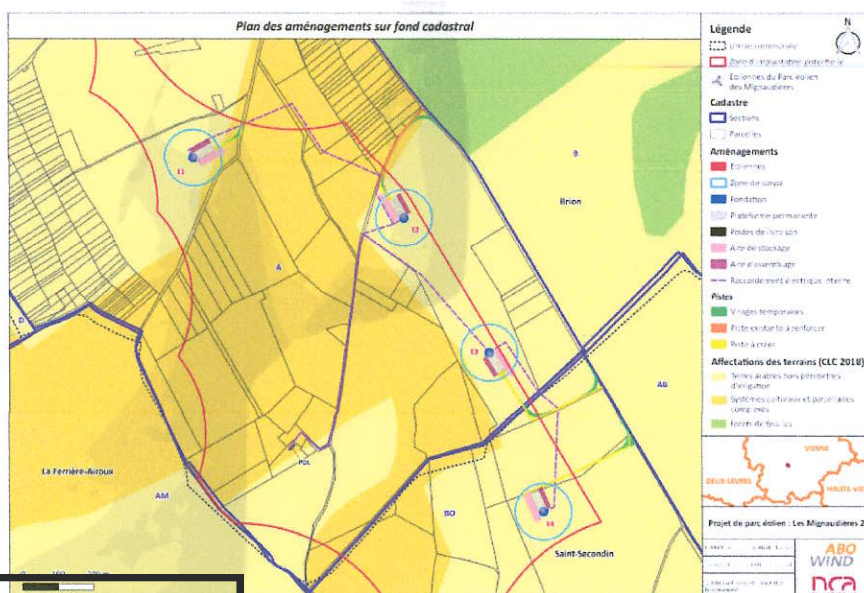 Plan des aménagements sur fond cadastral
Légende
N
Limite communale
Zone d'implantation potentielle
Eoliennes du Parc éolien
des Mignaudières
Cadastre
Sections
Parcelles
Aménagements
Eoliennes
Zone de survol
Fondation
Plateforme permanente
Postes de livraison
Aire de stockage
Aire d'assemblage
Raccordement électrique interne
Pistes
Virages temporaires
Piste existante à renforcer
Piste à créer
Affectations des terrains (CLC 2018)
Terres arables hors périmètres
d'irrigation
Systèmes culturaux et parcellaires
complexes
Forêts de feuillus
E1
E2
B
Brion
A
D
E3
AB
La Ferrière-Airoux
PDL
AM
BO
E4
Saint-Secondin
VIENNE
DEUX-SEVRES
HAUTE-VIE
Projet de parc éolien : Les Mignaudières 2
ABO
WIND
nca